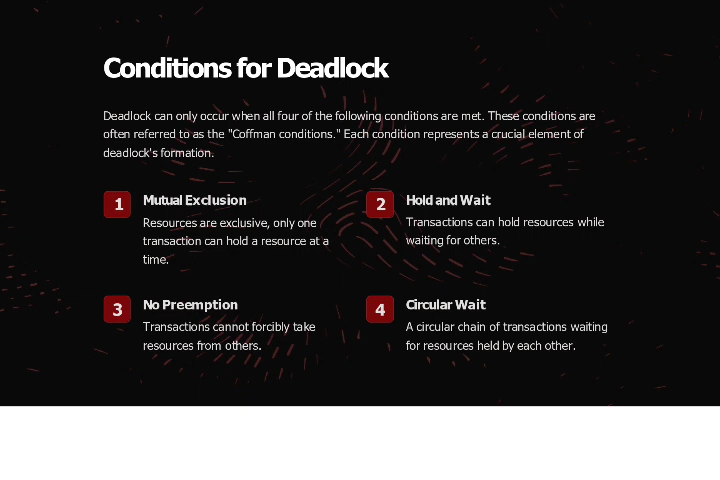 Conditions for Deadlock
Deadlock can only occur when all four of the following conditions are met. These conditions are
often referred to as the "Coffman conditions." Each condition represents a crucial element of
deadlock's formation.
1
Mutual Exclusion
Resources are exclusive, only one
transaction can hold a resource at a
time.
2
Hold and Wait
Transactions can hold resources while
waiting for others.
3
No Preemption
Transactions cannot forcibly take
resources from others.
4
Circular Wait
A circular chain of transactions waiting
for resources held by each other.